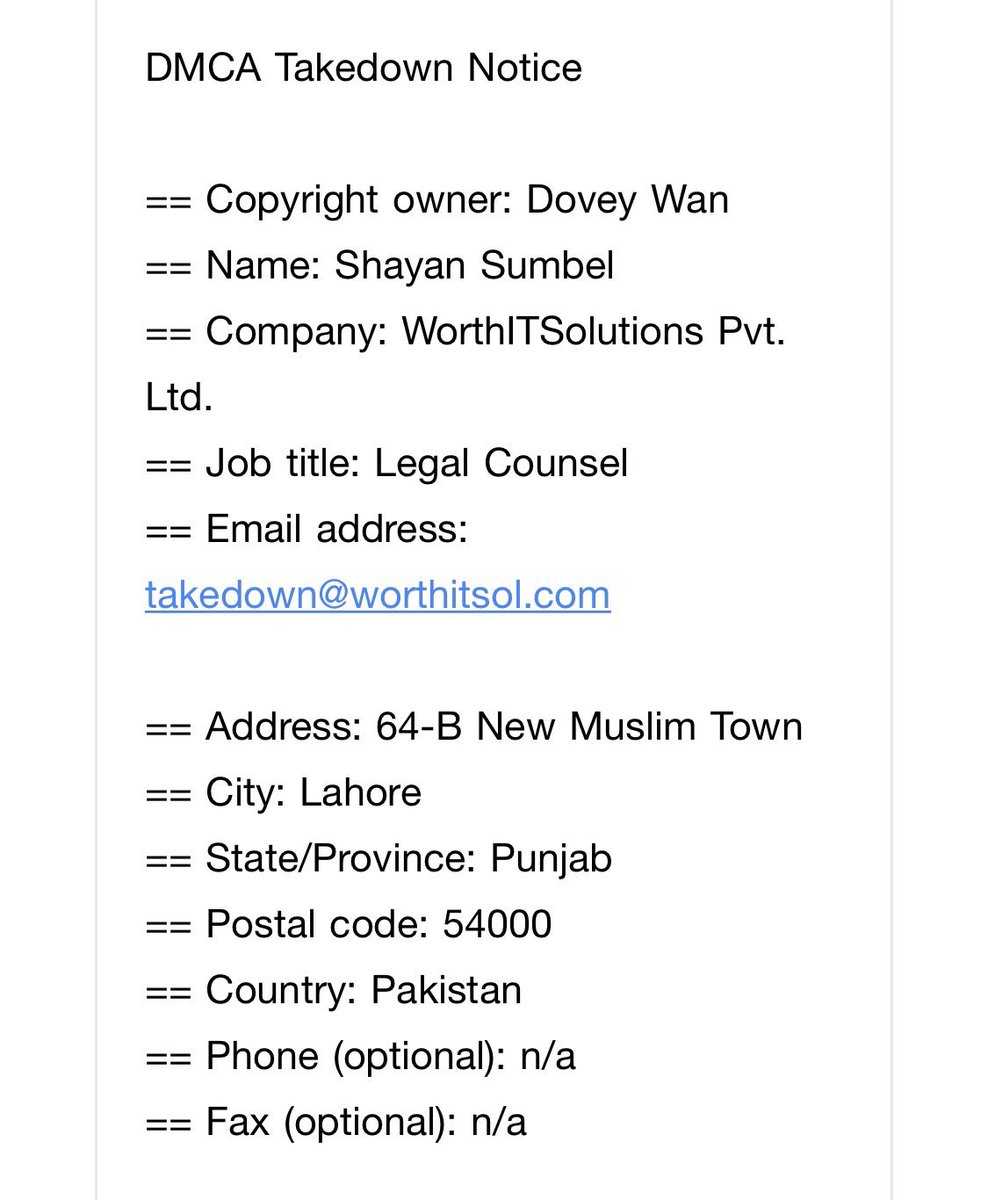 DMCA Takedown Notice
== Copyright owner: Dovey Wan
== Name: Shayan Sumbel
== Company: WorthITSolutions Pvt.
Ltd.
== Job title: Legal Counsel
== Email address:
takedown@worthitsol.com
== Address: 64-B New Muslim Town
== City: Lahore
== State/Province: Punjab
== Postal code: 54000
== Country: Pakistan
== Phone (optional): n/a
== Fax (optional): n/a